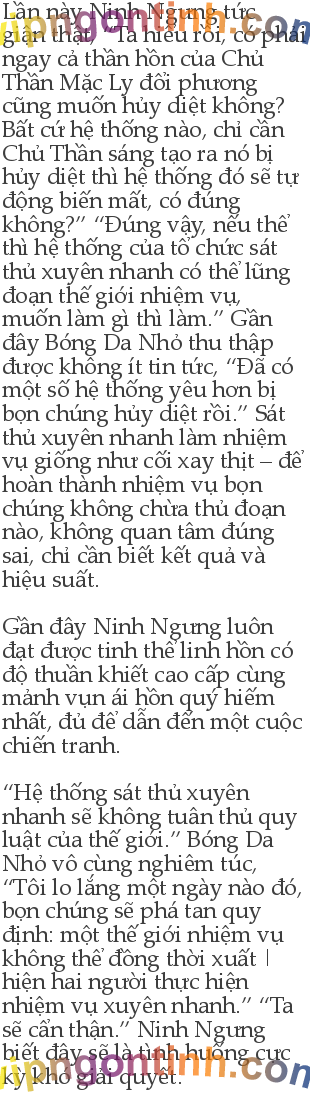 Lần này Ninh Ngưng tức
giận thật, “Ta hiểu rồi, có phải
ngay cả thần hồn của Chủ
Thần Mặc Ly đối phương
cũng muốn hủy diệt không?
Bất cứ hệ thống nào, chỉ cần
Chủ Thần sáng tạo ra nó bị
hủy diệt thì hệ thống đó sẽ tự
động biến mất, có đúng
không?” “Đúng vậy, nếu thế
thì hệ thống của tổ chức sát
thủ xuyên nhanh có thể lũng
đoạn thế giới nhiệm vụ,
muốn làm gì thì làm.” Gần
đây Bóng Da Nhỏ thu thập
được không ít tin tức, “Đã có
một số hệ thống yêu hơn bị
bọn chúng hủy diệt rồi.” Sát
thủ xuyên nhanh làm nhiệm
vụ giống như cối xay thịt – để
hoàn thành nhiệm vụ bọn
chúng không chừa thủ đoạn
nào, không quan tâm đúng
sai, chỉ cần biết kết quả và
hiệu suất.
Gần đây Ninh Ngưng luôn
đạt được tinh thể linh hồn có
độ thuần khiết cao cấp cùng
mảnh vụn ái hồn quý hiếm
nhất, đủ để dẫn đến một cuộc
chiến tranh.
“Hệ thống sát thủ xuyên
nhanh sẽ không tuân thủ quy
luật của thế giới.” Bóng Da
Nhỏ vô cùng nghiêm túc,
“Tôi lo lắng một ngày nào đó,
bọn chúng sẽ phá tan quy
định: một thế giới nhiệm vụ
không thể đồng thời xuất |
hiện hai người thực hiện
nhiệm vụ xuyên nhanh.” “Ta
sẽ cẩn thận.” Ninh Ngưng
biết đây sẽ là tình huống cực
kỳ khó giải quyết.
vipngontinh.com
vipngontinh.com